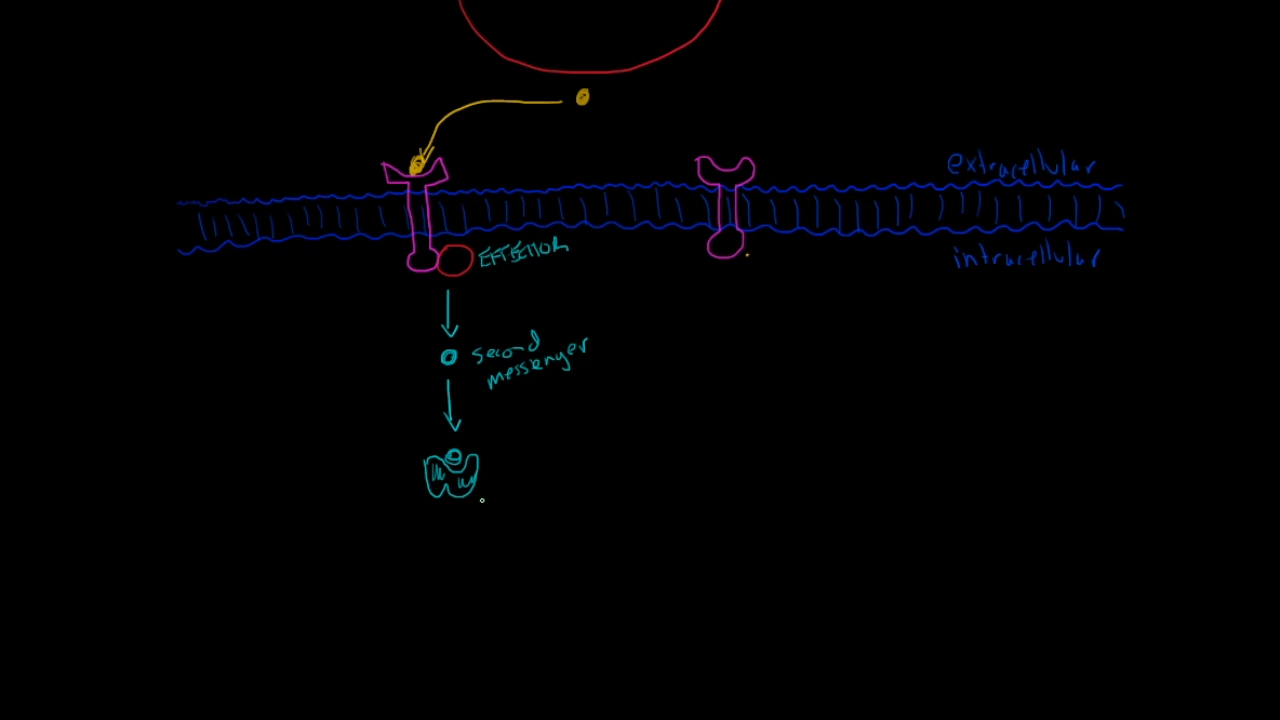 extracellular
EFFECTOR
intracellular
second
messenger